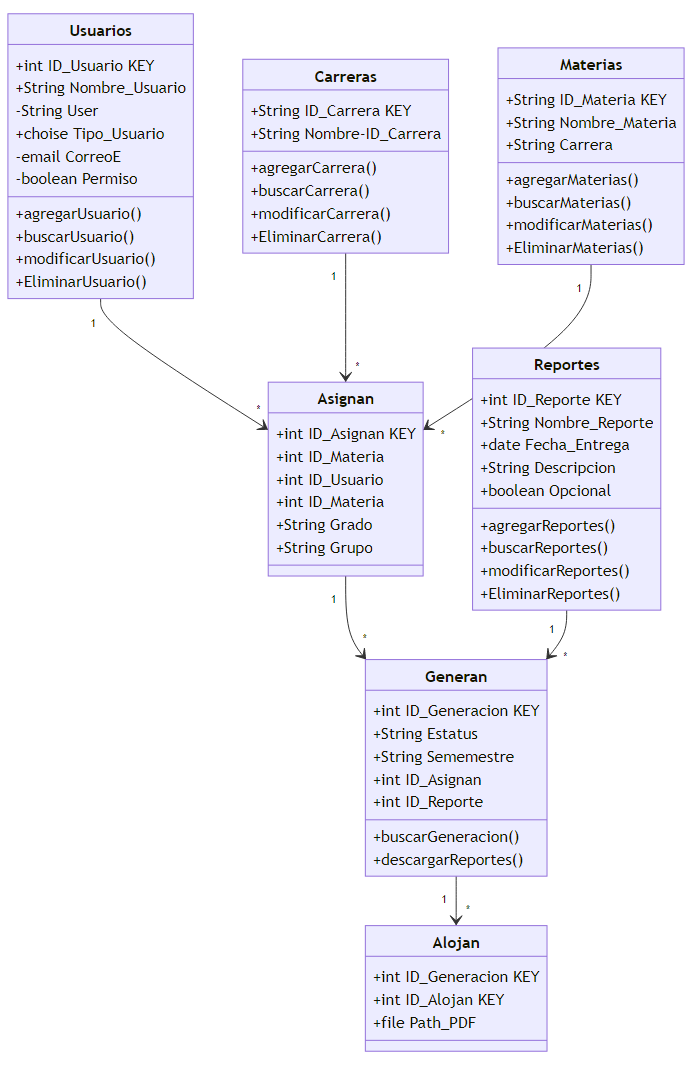 Usuarios
+int ID_Usuario KEY
+String Nombre_Usuario
-String User
+choise Tipo_Usuario
-email CorreoE
-boolean Permiso
+agregarUsuario()
+buscarUsuario()
+modificarUsuario()
+EliminarUsuario()
Carreras
+String ID_Carrera KEY
+String Nombre-ID_Carrera
+agregarCarrera()
+buscarCarrera()
+modificarCarrera()
+EliminarCarrera()
Materias
+String ID_Materia KEY
+String Nombre_Materia
+String Carrera
+agregarMaterias()
+buscarMaterias()
+modificarMaterias()
+EliminarMaterias()
1
1
1
*
*
*
Asignan
+int ID_Asignan KEY
+int ID_Materia
+int ID_Usuario
+int ID_Materia
+String Grado
+String Grupo
Reportes
+int ID_Reporte KEY
+String Nombre_Reporte
+date Fecha_Entrega
+String Descripcion
+boolean Opcional
+agregarReportes()
+buscarReportes()
+modificarReportes()
+EliminarReportes()
1
1
*
*
Generan
+int ID_Generacion KEY
+String Estatus
+String Sememestre
+int ID_Asignan
+int ID_Reporte
+buscarGeneracion()
+descargarReportes()
1
*
Alojan
+int ID_Generacion KEY
+int ID_Alojan KEY
+file Path_PDF